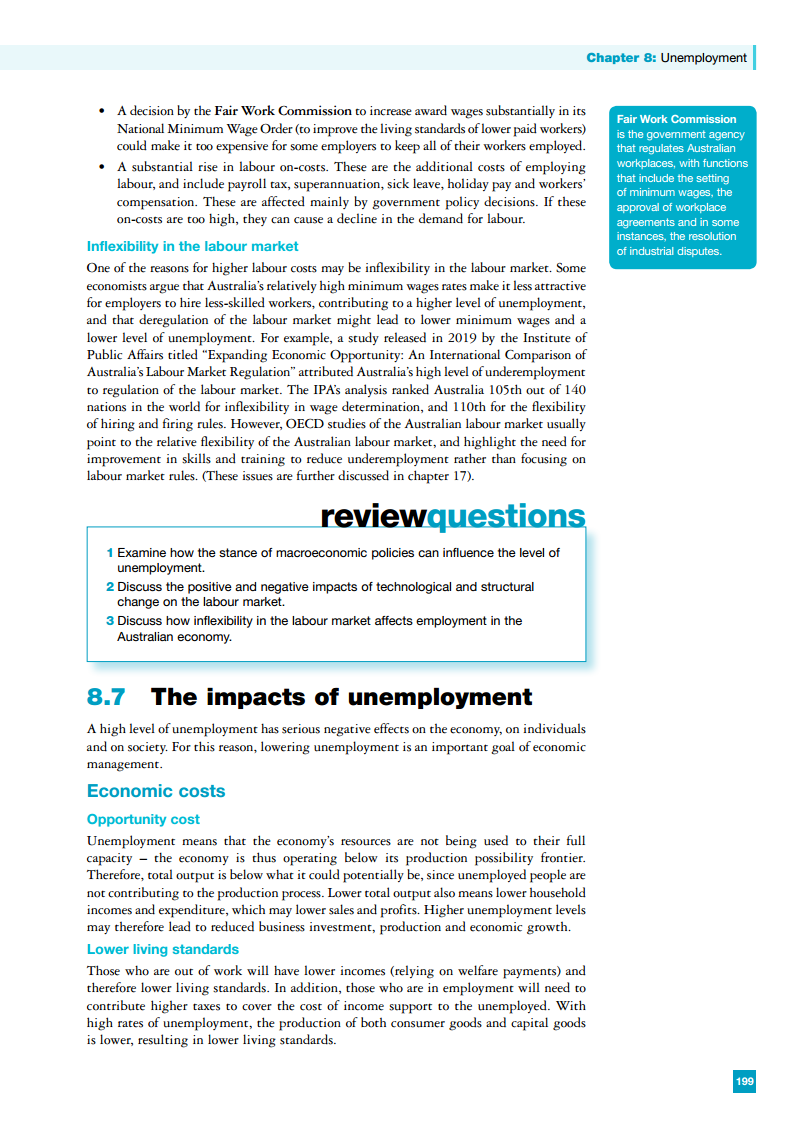 Chapter 8: Unemployment
• A decision by the Fair Work Commission to increase award wages substantially in its
National Minimum Wage Order (to improve the living standards of lower paid workers)
could make it too expensive for some employers to keep all of their workers employed.
• A substantial rise in labour on-costs. These are the additional costs of employing
labour, and include payroll tax, superannuation, sick leave, holiday pay and workers’
compensation. These are affected mainly by government policy decisions. If these
on-costs are too high, they can cause a decline in the demand for labour.
Fair Work Commission
is the government agency
that regulates Australian
workplaces, with functions
that include the setting
of minimum wages, the
approval of workplace
agreements and in some
instances, the resolution
of industrial disputes.
Inflexibility in the labour market
One of the reasons for higher labour costs may be inflexibility in the labour market. Some
economists argue that Australia’s relatively high minimum wages rates make it less attractive
for employers to hire less-skilled workers, contributing to a higher level of unemployment,
and that deregulation of the labour market might lead to lower minimum wages and a
lower level of unemployment. For example, a study released in 2019 by the Institute of
Public Affairs titled “Expanding Economic Opportunity: An International Comparison of
Australia’s Labour Market Regulation” attributed Australia’s high level of underemployment
to regulation of the labour market. The IPA’s analysis ranked Australia 105th out of 140
nations in the world for inflexibility in wage determination, and 110th for the flexibility
of hiring and firing rules. However, OECD studies of the Australian labour market usually
point to the relative flexibility of the Australian labour market, and highlight the need for
improvement in skills and training to reduce underemployment rather than focusing on
labour market rules. (These issues are further discussed in chapter 17).
reviewquestions
1 Examine how the stance of macroeconomic policies can influence the level of
unemployment.
2 Discuss the positive and negative impacts of technological and structural
change on the labour market.
3 Discuss how inflexibility in the labour market affects employment in the
Australian economy.
8.7 The impacts of unemployment
A high level of unemployment has serious negative effects on the economy, on individuals
and on society. For this reason, lowering unemployment is an important goal of economic
management.
Economic costs
Opportunity cost
Unemployment means that the economy’s resources are not being used to their full
capacity – the economy is thus operating below its production possibility frontier.
Therefore, total output is below what it could potentially be, since unemployed people are
not contributing to the production process. Lower total output also means lower household
incomes and expenditure, which may lower sales and profits. Higher unemployment levels
may therefore lead to reduced business investment, production and economic growth.
Lower living standards
Those who are out of work will have lower incomes (relying on welfare payments) and
therefore lower living standards. In addition, those who are in employment will need to
contribute higher taxes to cover the cost of income support to the unemployed. With
high rates of unemployment, the production of both consumer goods and capital goods
is lower, resulting in lower living standards.
199